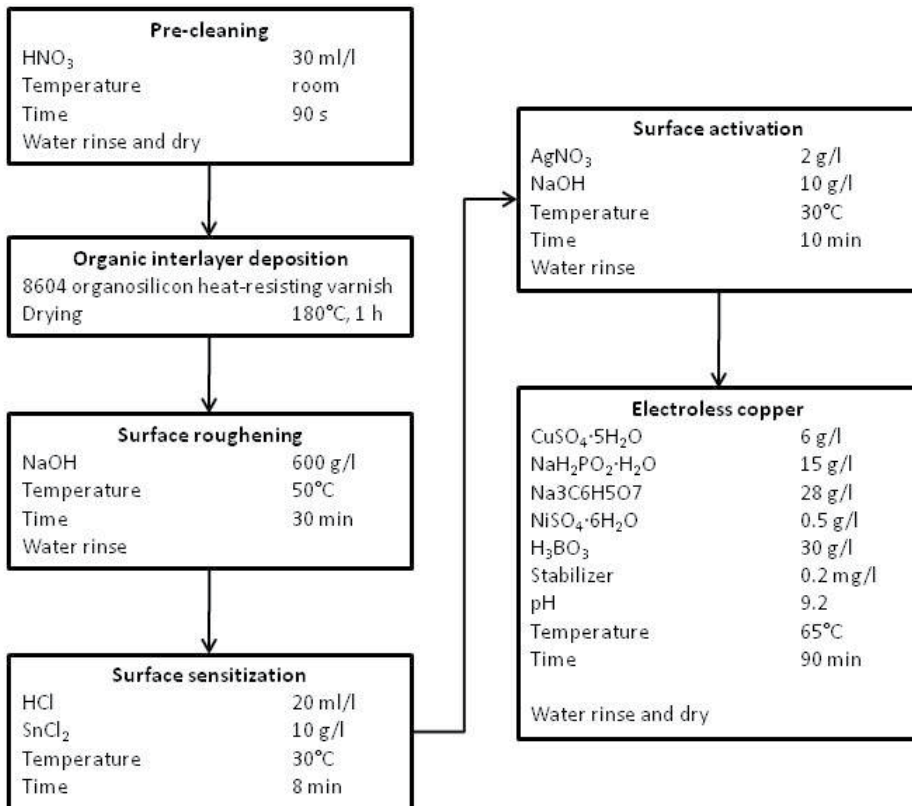 Pre-cleaning
HNO₃ 30 ml/l
Temperature room
Time 90 s
Water rinse and dry
Organic interlayer deposition
8604 organosilicon heat-resisting varnish
Drying 180°C, 1 h
Surface roughening
NaOH 600 g/l
Temperature 50°C
Time 30 min
Water rinse
Surface sensitization
HCl 20 ml/l
SnCl₂ 10 g/l
Temperature 30°C
Time 8 min
Surface activation
AgNO₃ 2 g/l
NaOH 10 g/l
Temperature 30°C
Time 10 min
Water rinse
Electroless copper
CuSO₄·5H₂O 6 g/l
NaH₂PO₂·H₂O 15 g/l
Na3C6H5O7 28 g/l
NiSO₄·6H₂O 0.5 g/l
H₃BO₃ 30 g/l
Stabilizer 0.2 mg/l
pH 9.2
Temperature 65°C
Time 90 min
Water rinse and dry